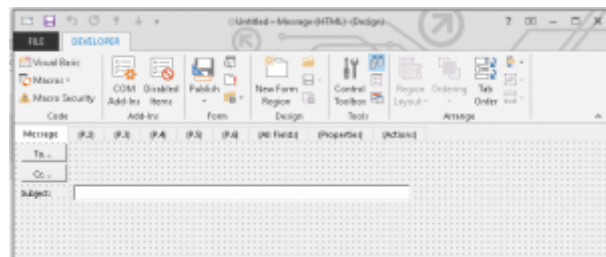 Untitled - Message (HTML) - (Design)
FILE DEVELOPER
Visual Basic
Macros
Macro Security
COM Add-Ins
Disabled Items
Publish
New Form Region
Control Toolbox
Region Layout
Ordering
Tab Order
Code Add-Ins Form Design Tools Arrange
Message (P.2) (P.3) (P.4) (P.5) (P.6) (All Fields) (Properties) (Actions)
To...
Cc...
Subject: